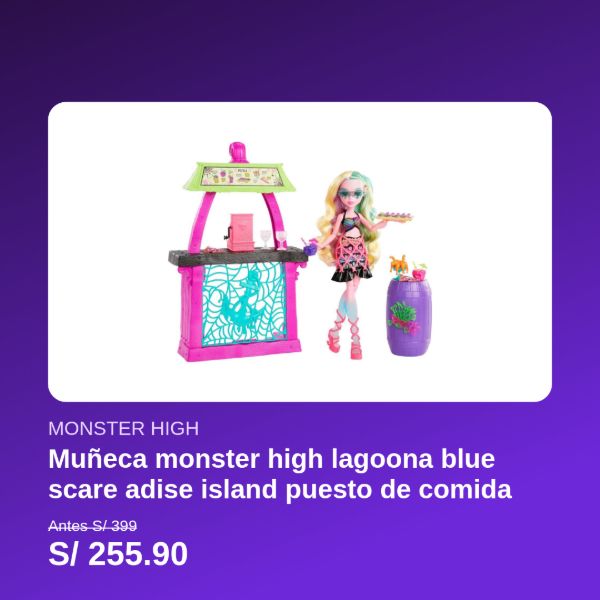 MONSTER HIGH
Muñeca monster high lagoona blue
scare adise island puesto de comida
Antes S/ 399
S/ 255.90